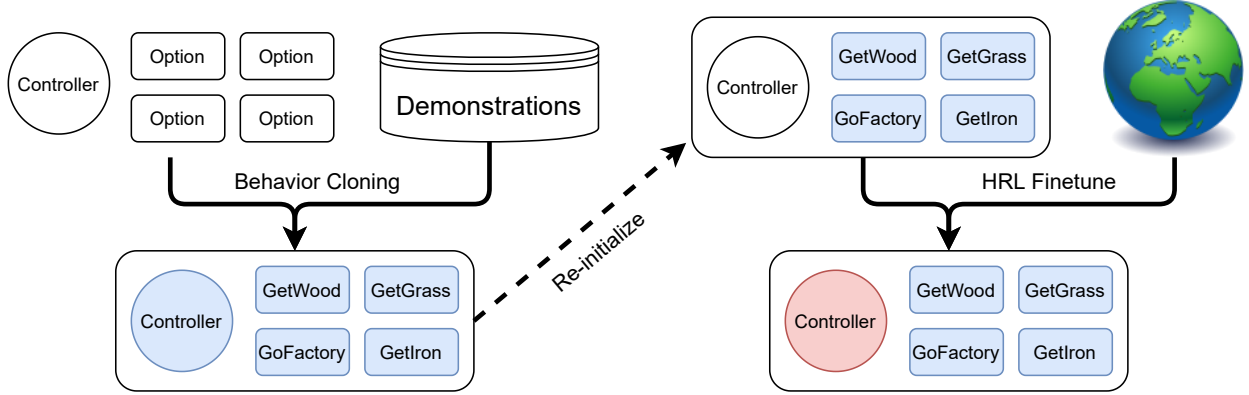 Controller
Option
Option
Option
Option
Demonstrations
Behavior Cloning
Controller
GetWood
GetGrass
GoFactory
GetIron
Re-initialize
Controller
GetWood
GetGrass
GoFactory
GetIron
HRL Finetune
Controller
GetWood
GetGrass
GoFactory
GetIron